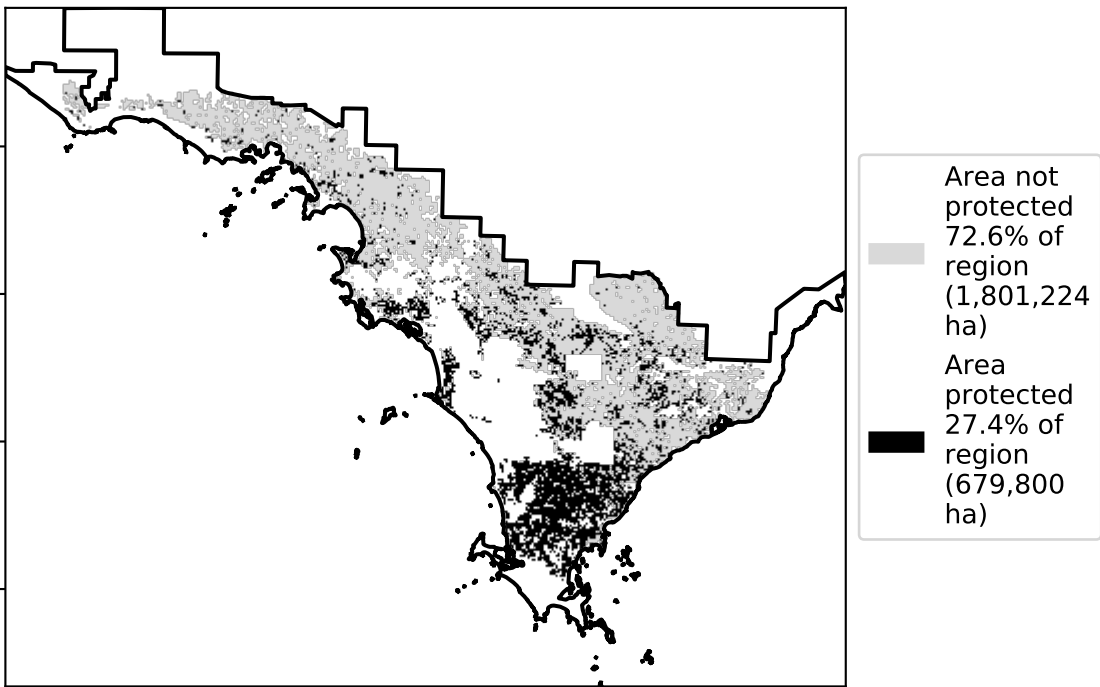 Area not
protected
72.6% of
region
(1,801,224
ha)
Area
protected
27.4% of
region
(679,800
ha)